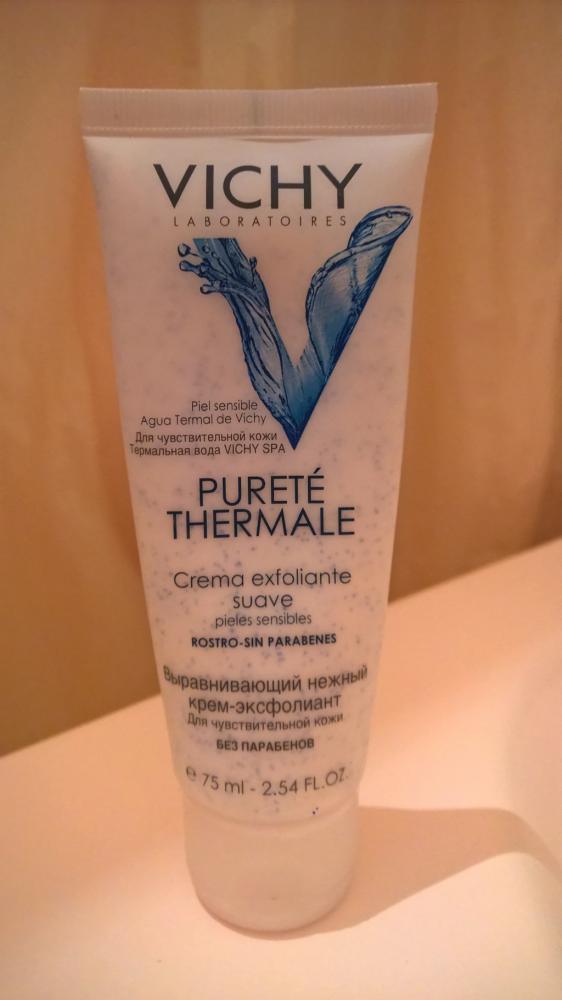 VICHY
LABORATOIRES
Piel sensible
Agua Termal de Vichy
Для чувствительной кожи
Термальная вода VICHY SPA
PURETÉ
THERMALE
Crema exfoliante
suave
pieles sensibles
ROSTRO-SIN PARABENES
Выравнивающий нежный
крем-эксфолиант
Для чувствительной кожи
БЕЗ ПАРАБЕНОВ
℮ 75 ml - 2.54 FL.OZ.